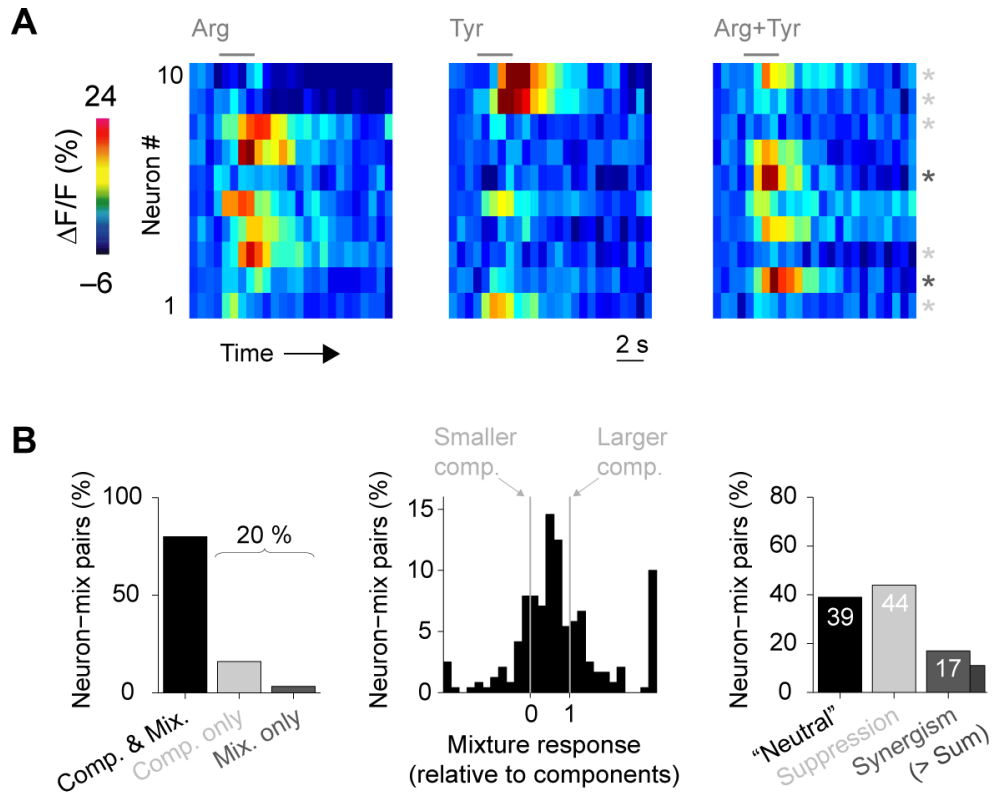 A
Arg
Tyr
Arg+Tyr
24
ΔF/F (%)
−6
10
Neuron #
1
*
*
*
*
*
*
*
Time
2 s
B
Neuron−mix pairs (%)
100
50
0
20 %
Comp. & Mix.
Comp. only
Mix. only
Smaller
comp.
Larger
comp.
Neuron−mix pairs (%)
15
10
5
0
0 1
Mixture response
(relative to components)
Neuron−mix pairs (%)
80
60
40
20
0
39
44
17
“Neutral”
Suppression
Synergism
(> Sum)